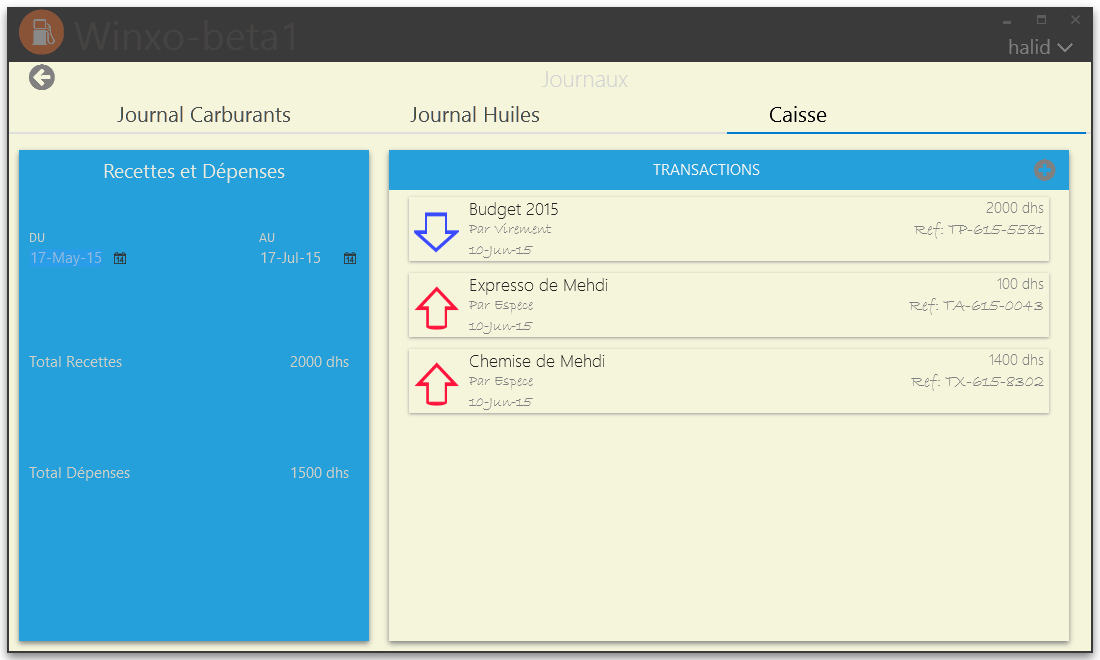 Winxo-beta1
halid
Journaux
Journal Carburants
Journal Huiles
Caisse
Recettes et Dépenses
DU
AU
17-May-15
14
17-Jul-15
14
Total Recettes
2000 dhs
Total Dépenses
1500 dhs
TRANSACTIONS
Budget 2015
2000 dhs
Par Virement
Ref: TP-615-5581
10-Jun-15
Expresso de Mehdi
100 dhs
Par Espece
Ref: TA-615-0043
10-Jun-15
Chemise de Mehdi
1400 dhs
Par Espece
Ref: TX-615-8302
10-Jun-15